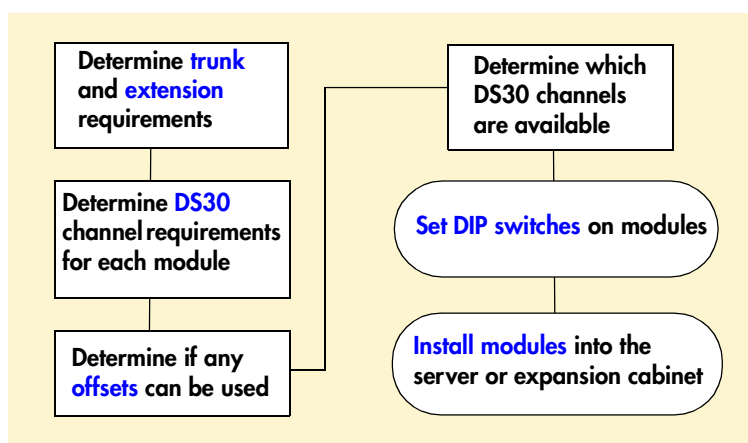 Determine trunk
and extension
requirements
Determine DS30
channel requirements
for each module
Determine if any
offsets can be used
Determine which
DS30 channels
are available
Set DIP switches on modules
Install modules into the
server or expansion cabinet